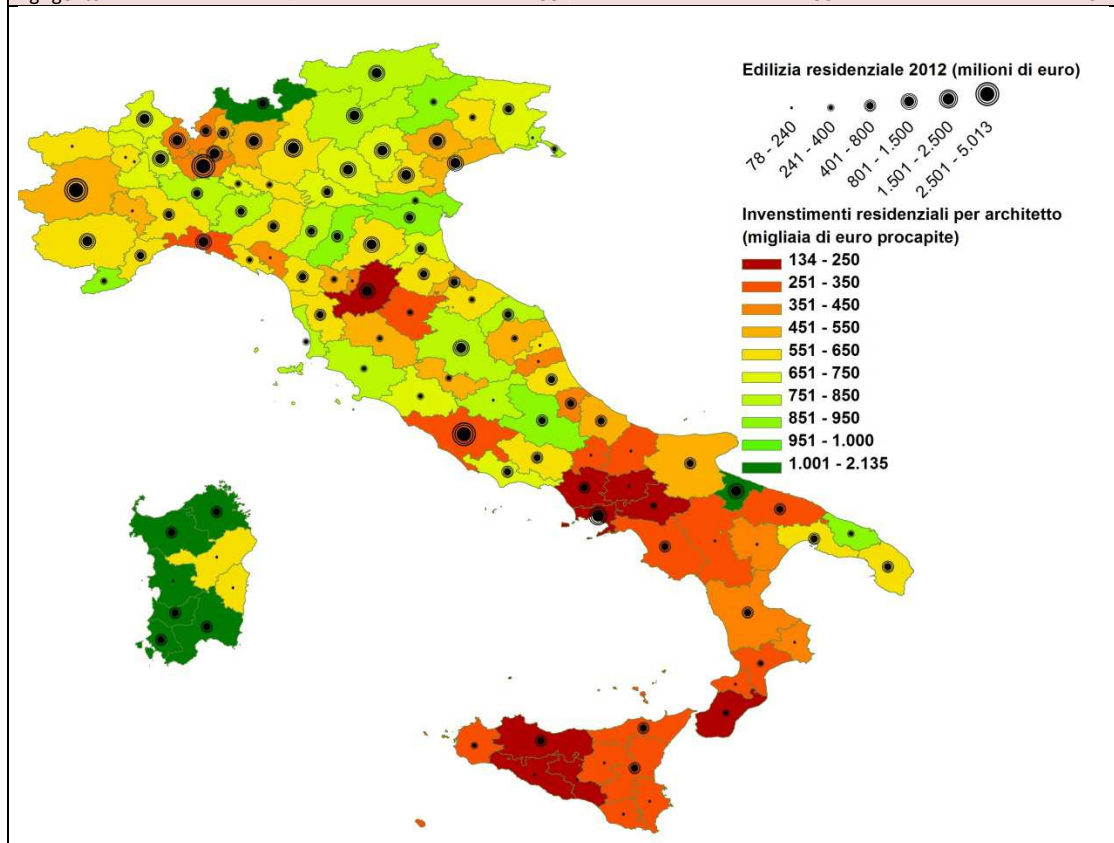 Edilizia residenziale 2012 (milioni di euro)
78 - 240
241 - 400
401 - 800
801 - 1.500
1.501 - 2.500
2.501 - 5.013
Invenstimenti residenziali per architetto
(migliaia di euro procapite)
134 - 250
251 - 350
351 - 450
451 - 550
551 - 650
651 - 750
751 - 850
851 - 950
951 - 1.000
1.001 - 2.135